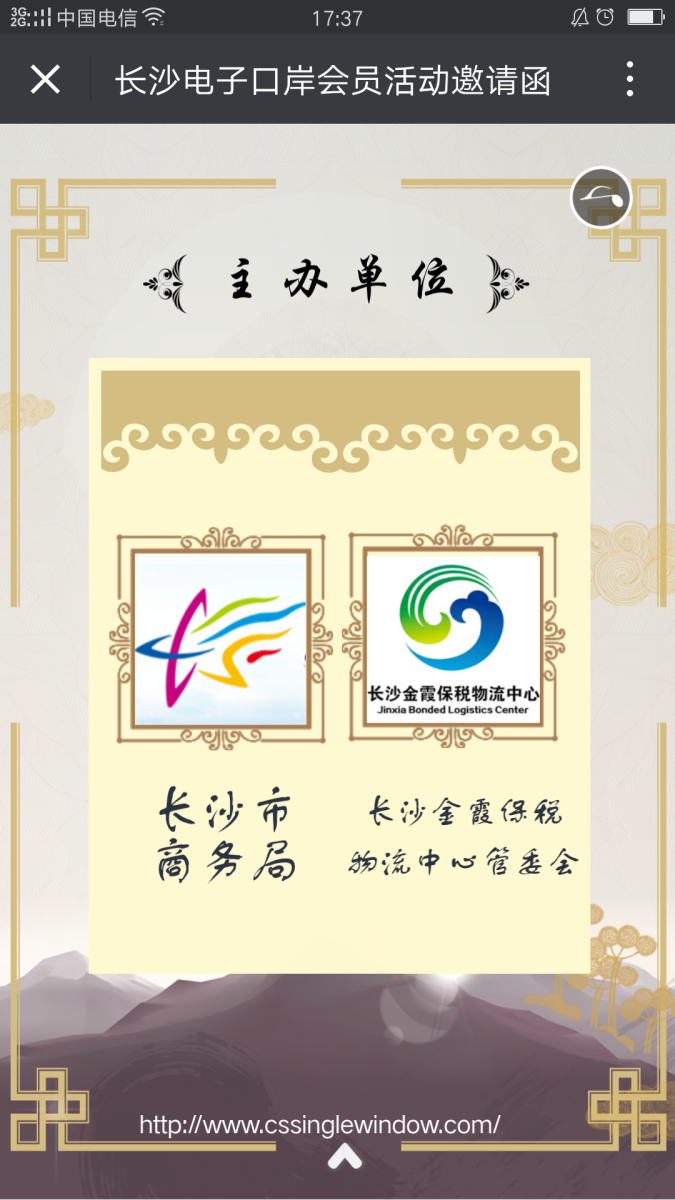 3G 2G 中国电信 17:37
长沙电子口岸会员活动邀请函
主办单位
长沙金霞保税物流中心
Jinxia Bonded Logistics Center
长沙市
商务局
长沙金霞保税
物流中心管委会
http://www.cssinglewindow.com/